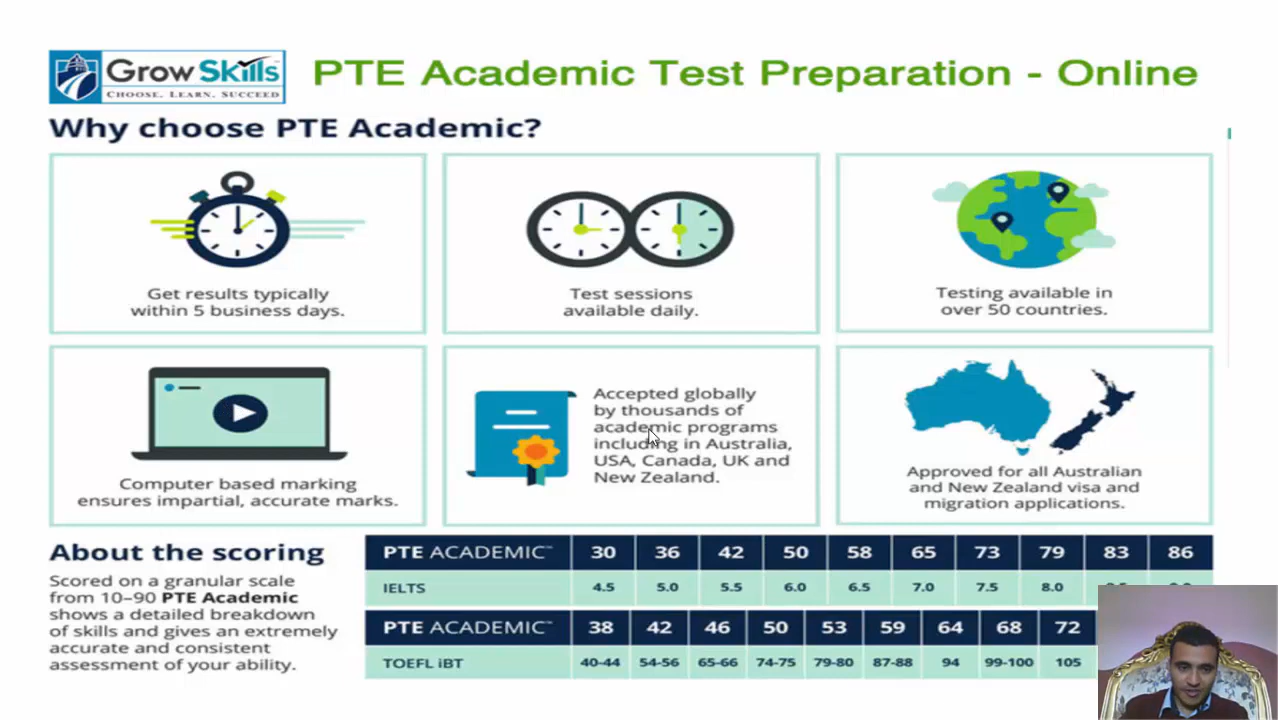 Grow Skills
CHOOSE. LEARN. SUCCEED
PTE Academic Test Preparation - Online
Why choose PTE Academic?
Get results typically
within 5 business days.
Test sessions
available daily.
Testing available in
over 50 countries.
Computer based marking
ensures impartial, accurate marks.
Accepted globally
by thousands of
academic programs
including in Australia,
USA, Canada, UK and
New Zealand.
Approved for all Australian
and New Zealand visa and
migration applications.
About the scoring
Scored on a granular scale
from 10–90 PTE Academic
shows a detailed breakdown
of skills and gives an extremely
accurate and consistent
assessment of your ability.
PTE ACADEMIC™ 30 36 42 50 58 65 73 79 83 86
IELTS 4.5 5.0 5.5 6.0 6.5 7.0 7.5 8.0
PTE ACADEMIC™ 38 42 46 50 53 59 64 68 72
TOEFL iBT 40-44 54-56 65-66 74-75 79-80 87-88 94 99-100 105